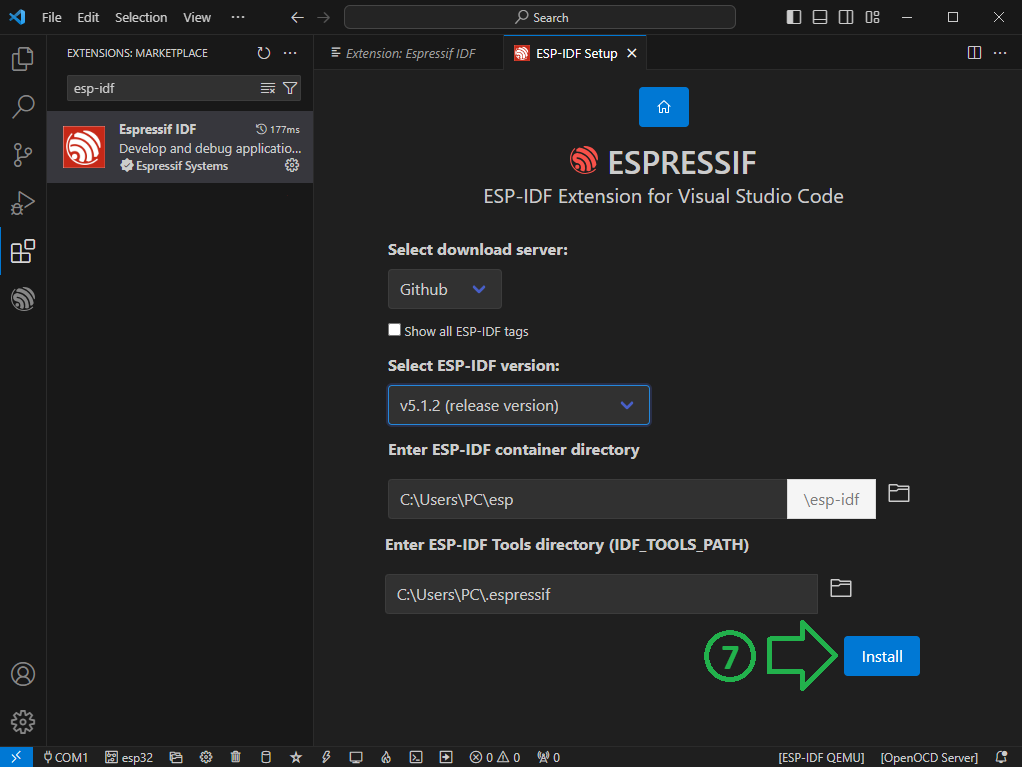 File Edit Selection View ··· Search
EXTENSIONS: MARKETPLACE
Extension: Espressif IDF
ESP-IDF Setup
esp-idf
Espressif IDF 177ms
Develop and debug applicatio...
Espressif Systems
ESPRESSIF
ESP-IDF Extension for Visual Studio Code
Select download server:
Github
Show all ESP-IDF tags
Select ESP-IDF version:
v5.1.2 (release version)
Enter ESP-IDF container directory
C:\Users\PC\esp \esp-idf
Enter ESP-IDF Tools directory (IDF_TOOLS_PATH)
C:\Users\PC\.espressif
7 Install
COM1 esp32 0 0 0 [ESP-IDF QEMU] [OpenOCD Server]